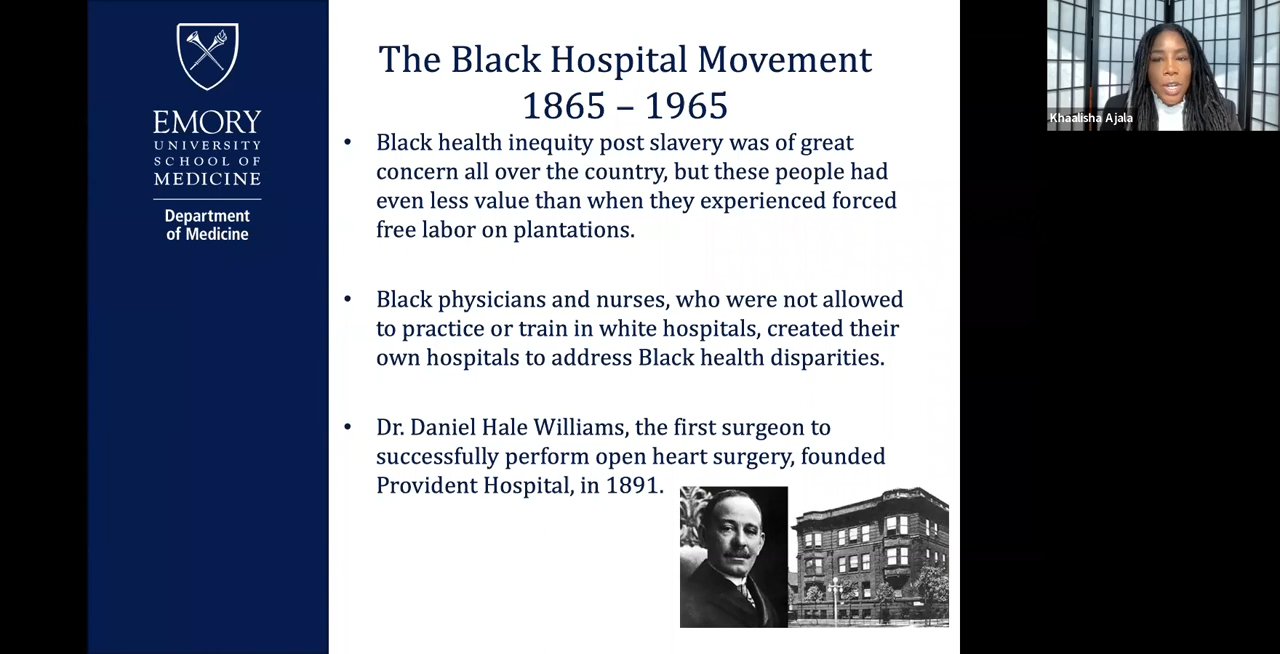 EMORY
UNIVERSITY
SCHOOL OF
MEDICINE
Department
of Medicine
The Black Hospital Movement
1865 – 1965
• Black health inequity post slavery was of great
concern all over the country, but these people had
even less value than when they experienced forced
free labor on plantations.
• Black physicians and nurses, who were not allowed
to practice or train in white hospitals, created their
own hospitals to address Black health disparities.
• Dr. Daniel Hale Williams, the first surgeon to
successfully perform open heart surgery, founded
Provident Hospital, in 1891.
Khaalisha Ajala